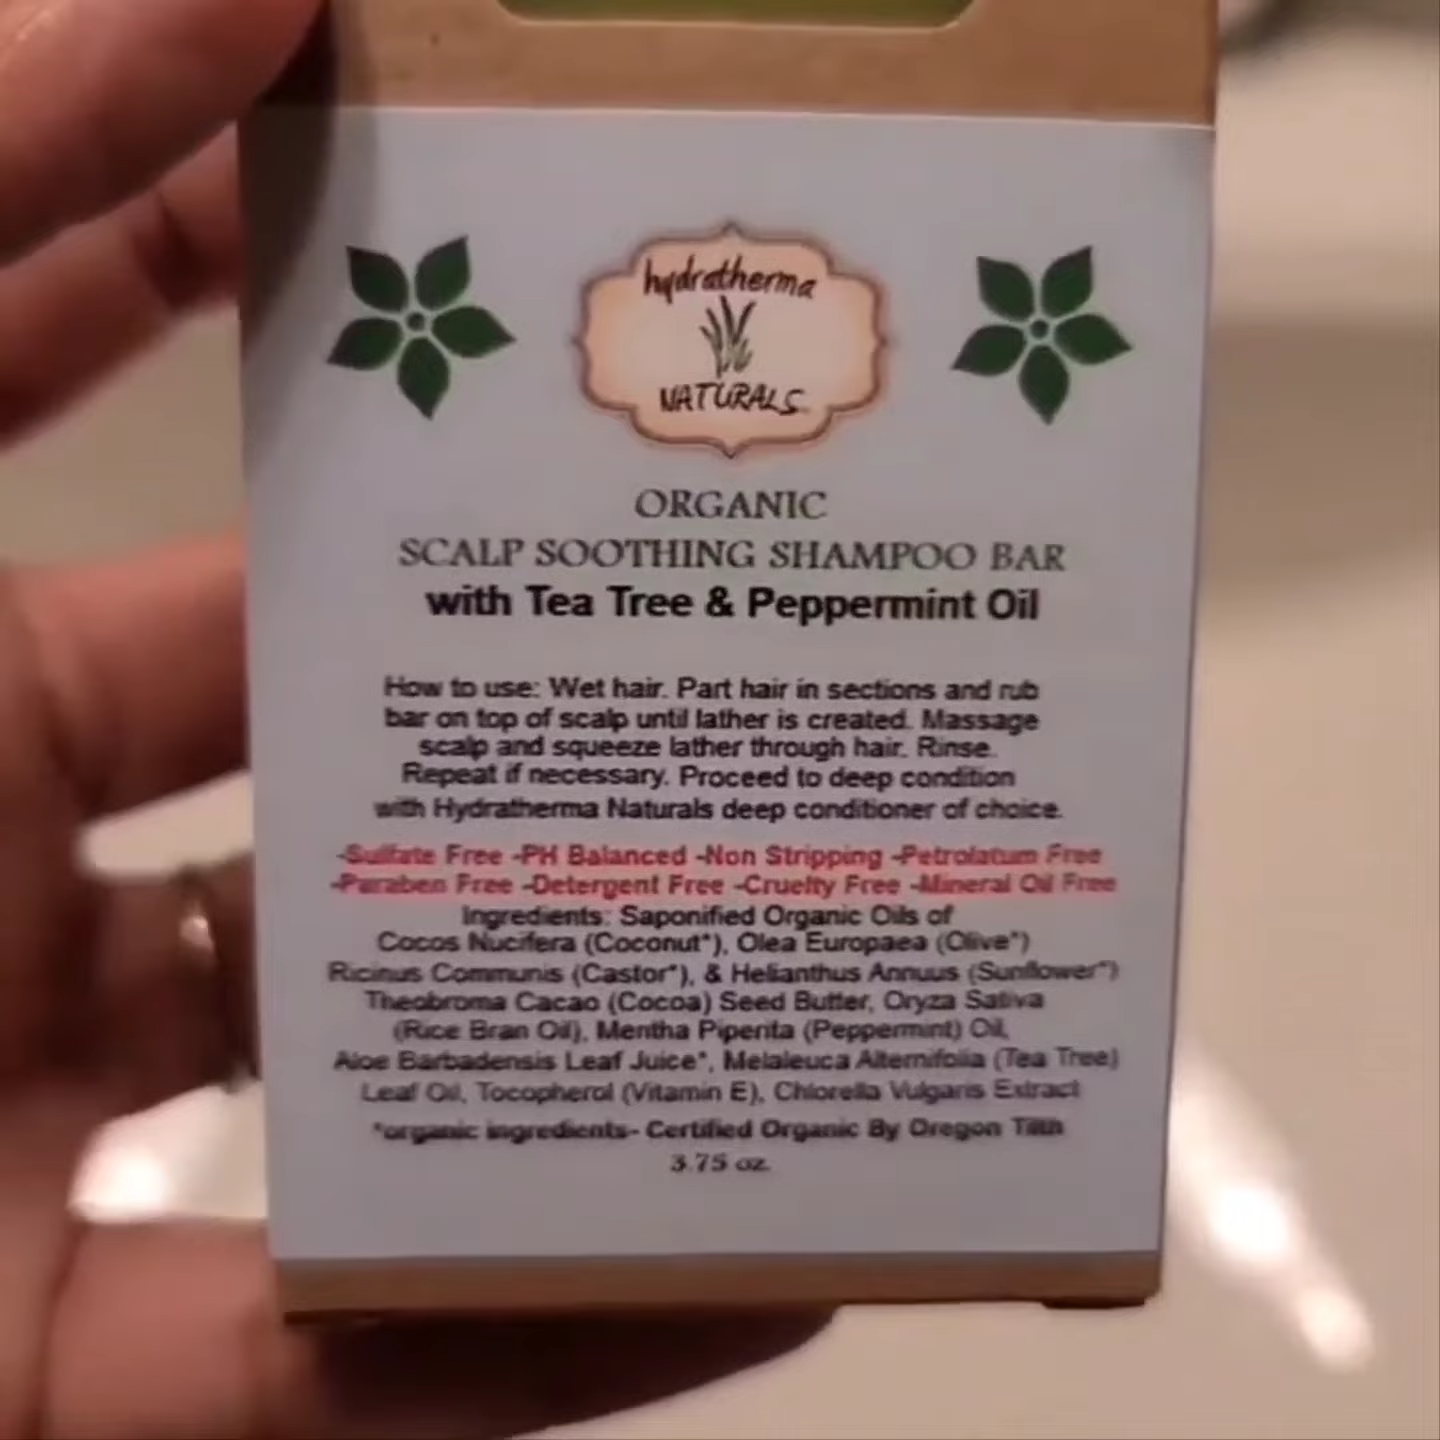 hydratherma
NATURALS
ORGANIC
SCALP SOOTHING SHAMPOO BAR
with Tea Tree & Peppermint Oil
How to use: Wet hair. Part hair in sections and rub
bar on top of scalp until lather is created. Massage
scalp and squeeze lather through hair. Rinse.
Repeat if necessary. Proceed to deep condition
with Hydratherma Naturals deep conditioner of choice.
-Sulfate Free -PH Balanced -Non Stripping -Petrolatum Free
-Paraben Free -Detergent Free -Cruelty Free -Mineral Oil Free
Ingredients: Saponified Organic Oils of
Cocos Nucifera (Coconut*), Olea Europaea (Olive*)
Ricinus Communis (Castor*), & Helianthus Annuus (Sunflower*)
Theobroma Cacao (Cocoa) Seed Butter, Oryza Sativa
(Rice Bran Oil), Mentha Piperita (Peppermint) Oil,
Aloe Barbadensis Leaf Juice*, Melaleuca Alternifolia (Tea Tree)
Leaf Oil, Tocopherol (Vitamin E), Chlorella Vulgaris Extract
*organic ingredients- Certified Organic By Oregon Tilth
3.75 oz.